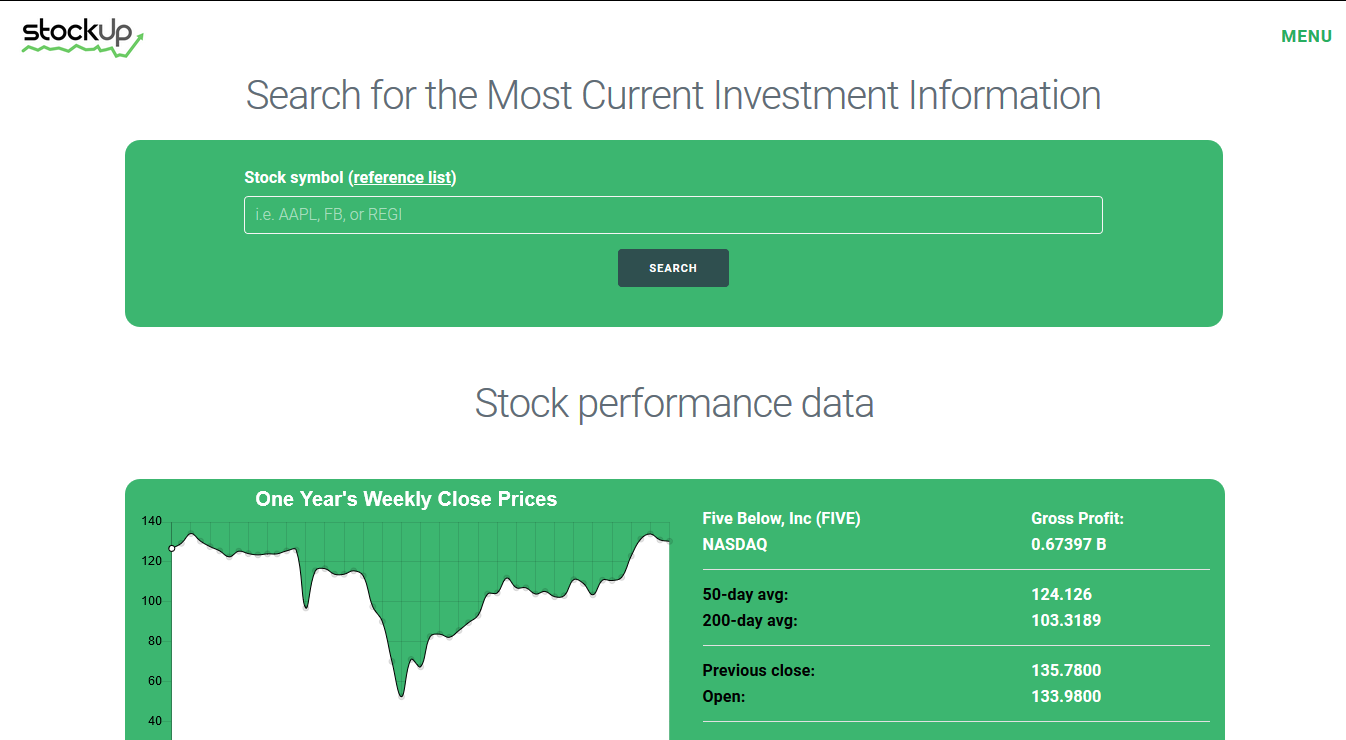 stockUp
MENU
Search for the Most Current Investment Information
Stock symbol (reference list)
i.e. AAPL, FB, or REGI
SEARCH
Stock performance data
One Year's Weekly Close Prices
140
120
100
80
60
40
Five Below, Inc (FIVE)
NASDAQ
Gross Profit:
0.67397 B
50-day avg: 124.126
200-day avg: 103.3189
Previous close: 135.7800
Open: 133.9800